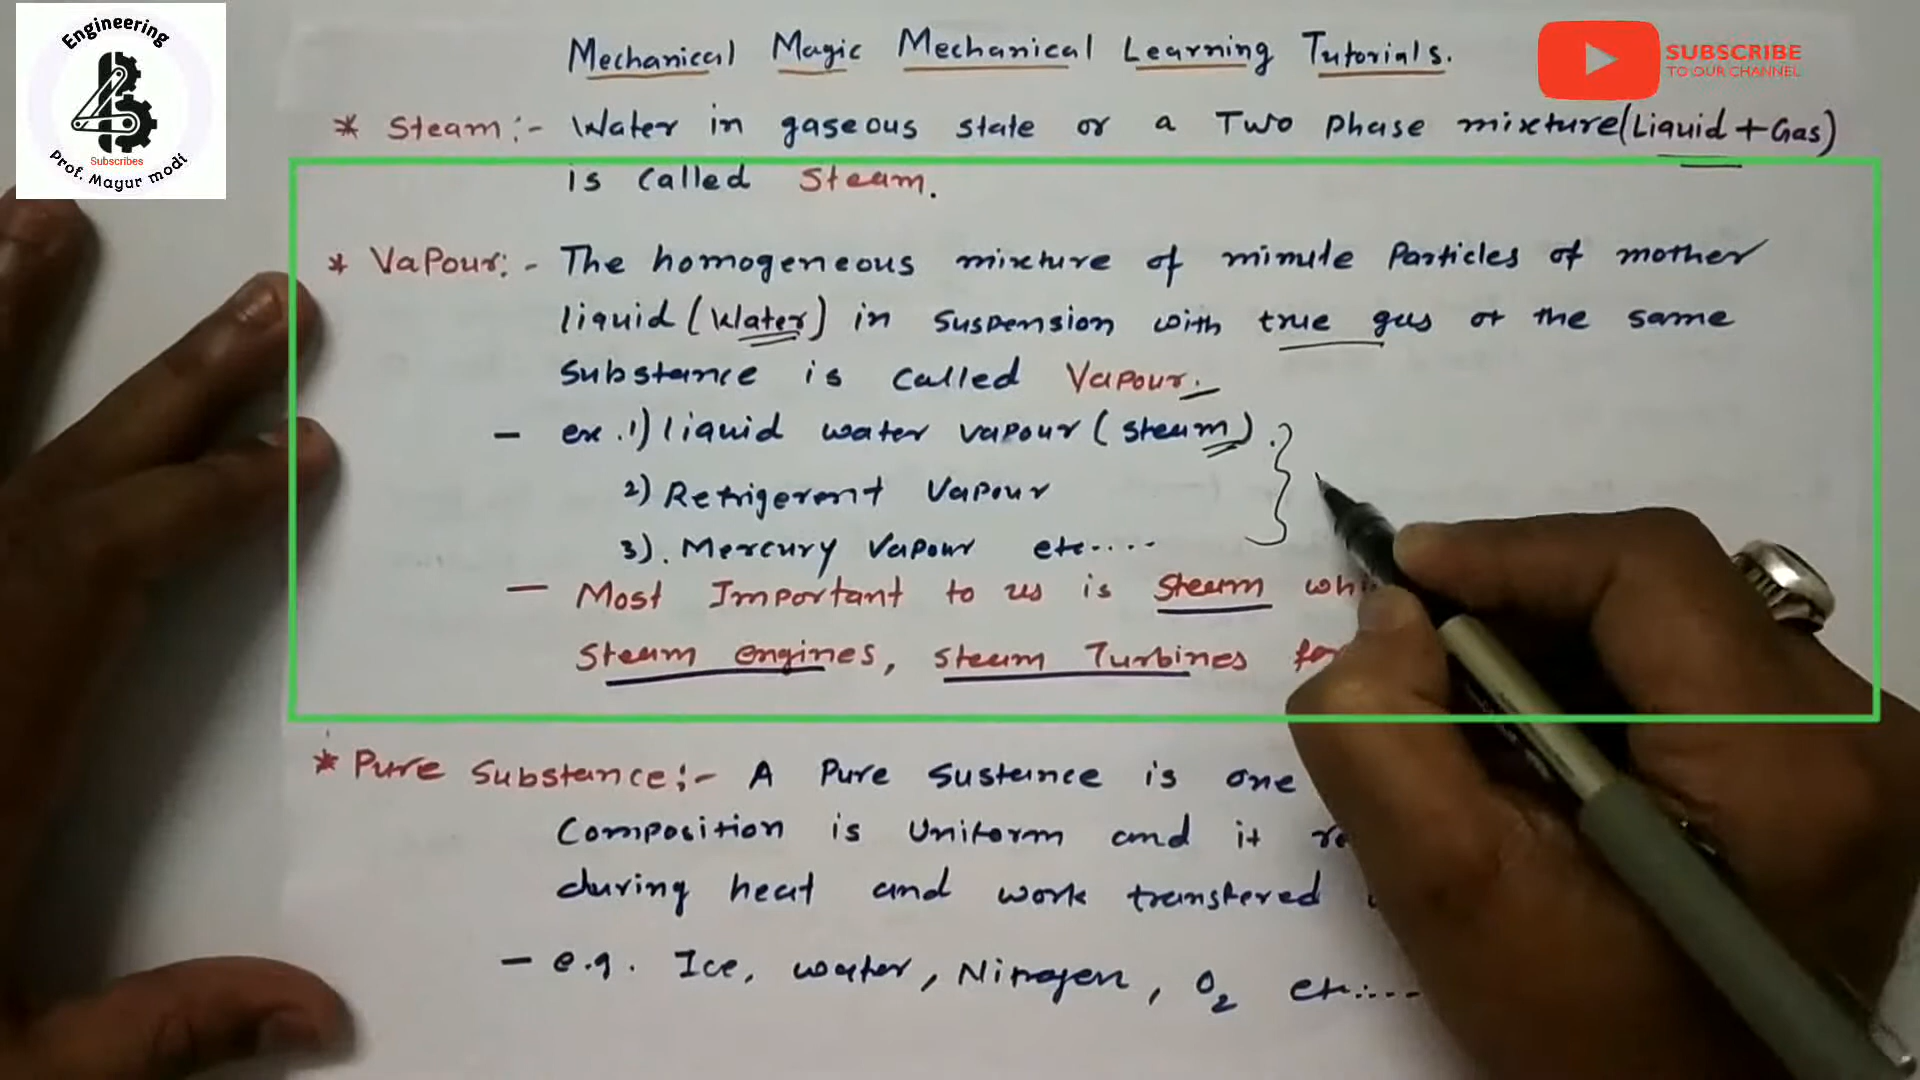 Engineering
Subscribes
Prof. Mayur modi
SUBSCRIBE
TO OUR CHANNEL
Mechanical Magic Mechanical Learning Tutorials.
* Steam:- Water in gaseous state or a Two Phase mixture (Liquid + Gas)
is called Steam.
* Vapour:- The homogeneous mixture of minute Particles of mother
liquid (Water) in suspension with true gas of the same
Substance is called Vapour.
- ex. 1) liquid water vapour (steam).
2) Refrigerent Vapour
3). Mercury Vapour etc....
- Most Important to us is Steam
Steam engines, Steam Turbines
* Pure Substance:- A Pure Sustance is one
Composition is Uniform and it
during heat and work transfered
- e.g. Ice, water, Nitrogen, O2 etc....